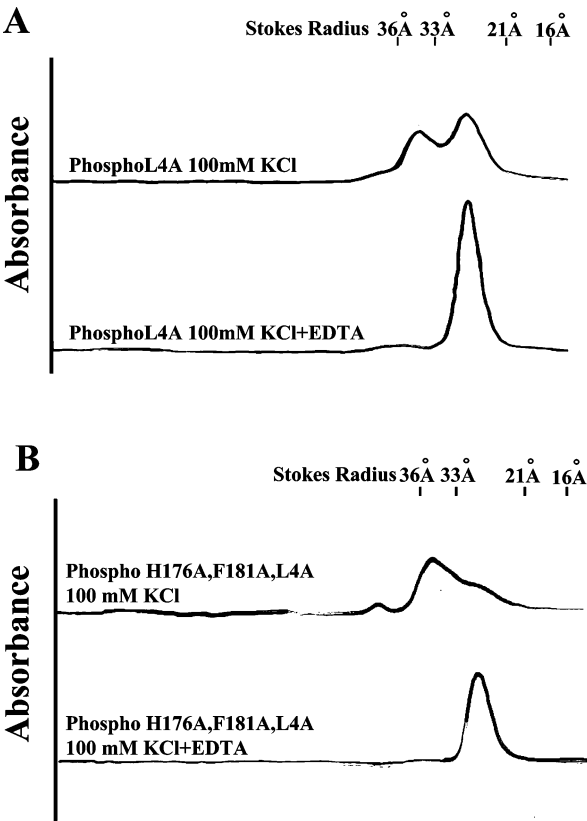 A
Stokes Radius 36Å 33Å 21Å 16Å
Absorbance
PhosphoL4A 100mM KCl
PhosphoL4A 100mM KCl+EDTA
B
Stokes Radius 36Å 33Å 21Å 16Å
Absorbance
Phospho H176A,F181A,L4A
100 mM KCl
Phospho H176A,F181A,L4A
100 mM KCl+EDTA